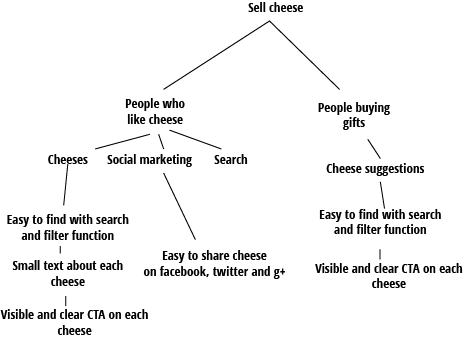 Sell cheese
People who
like cheese
People buying
gifts
Cheeses
Social marketing
Search
Cheese suggestions
Easy to find with search
and filter function
Easy to find with search
and filter function
Easy to share cheese
on facebook, twitter and g+
Small text about each
cheese
Visible and clear CTA on each
cheese
Visible and clear CTA on each
cheese